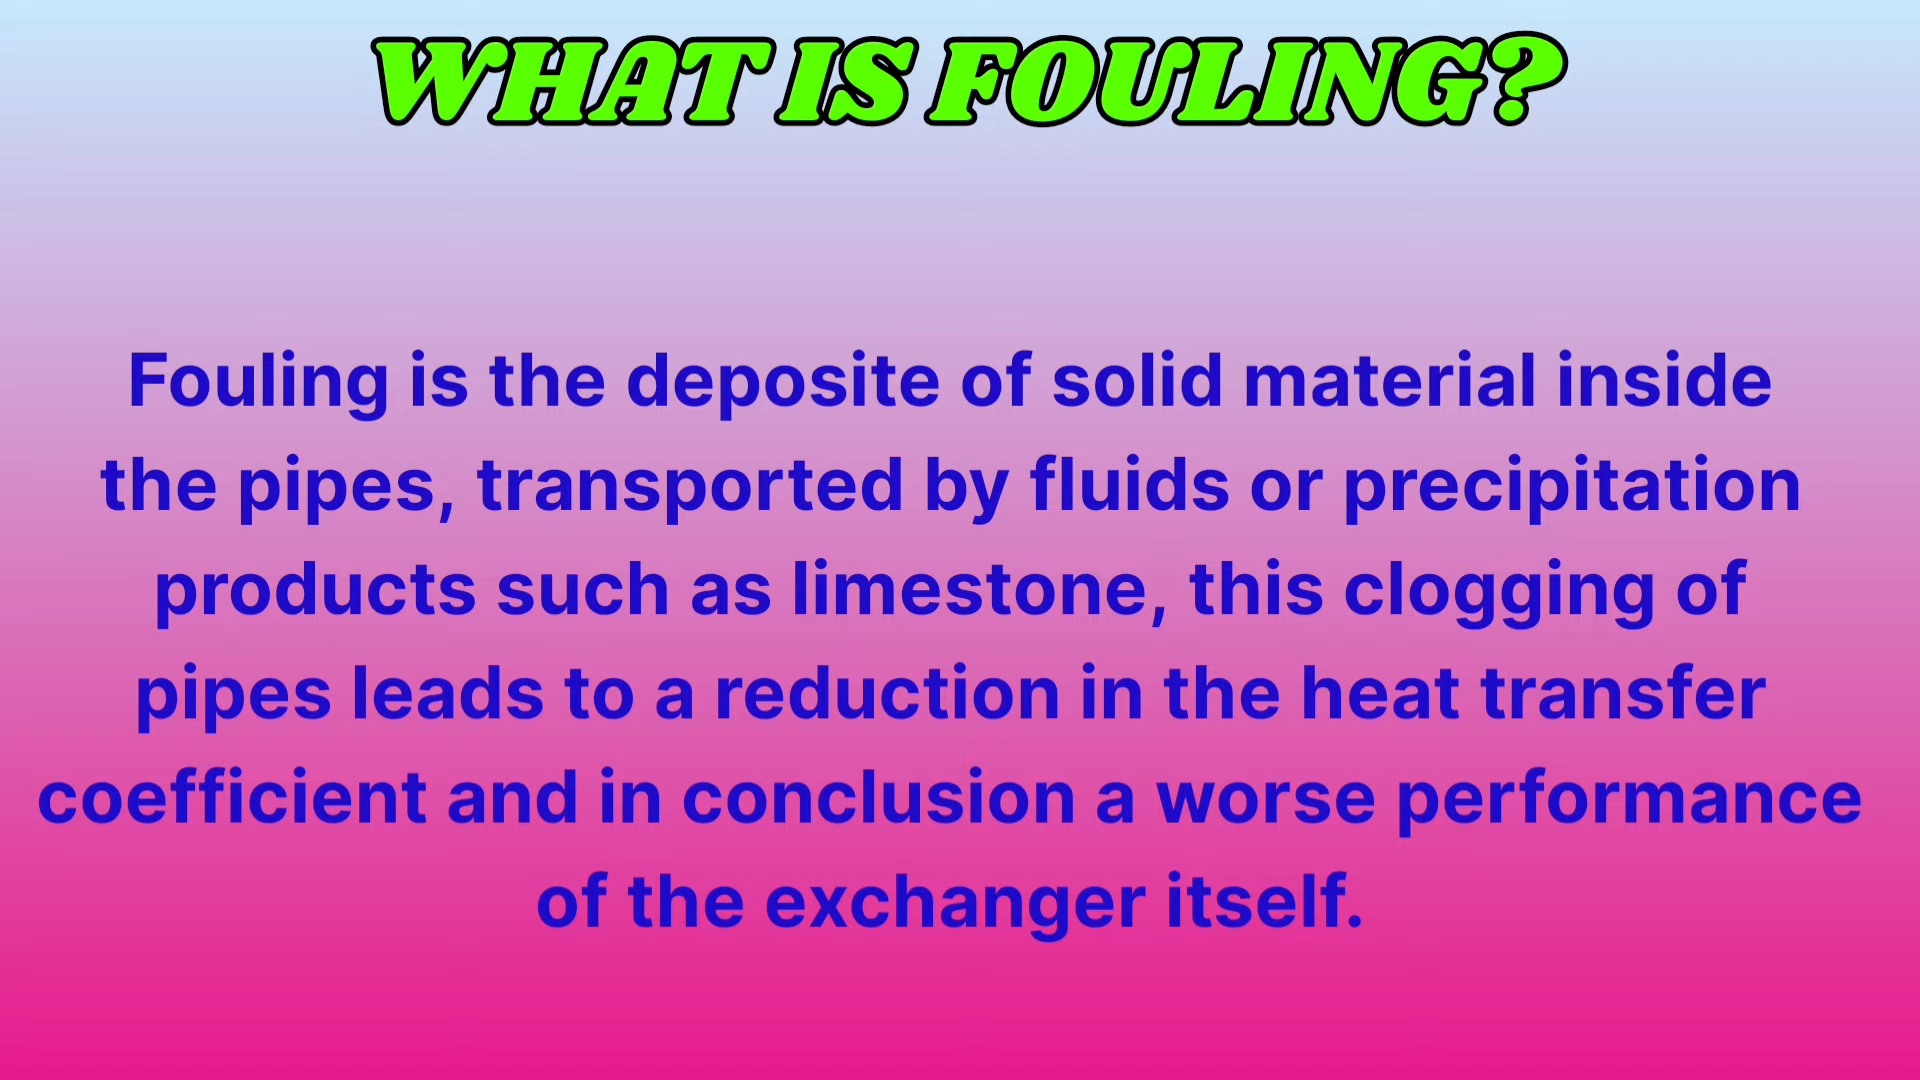 WHAT IS FOULING?
Fouling is the deposite of solid material inside
the pipes, transported by fluids or precipitation
products such as limestone, this clogging of
pipes leads to a reduction in the heat transfer
coefficient and in conclusion a worse performance
of the exchanger itself.